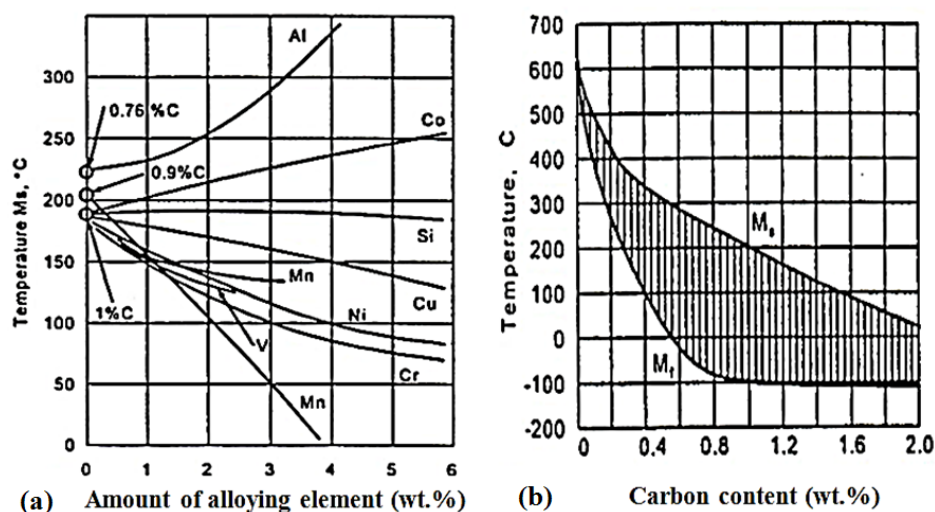 Temperature Ms, °C
300
250
200
150
100
50
0
0.76 %C
0.9%C
1%C
Al
Co
Si
Cu
Mn
Ni
V
Cr
Mn
0 1 2 3 4 5 6
(a) Amount of alloying element (wt.%)
Temperature, C
700
600
500
400
300
200
100
0
-100
-200
Ms
Mf
0 0.4 0.8 1.2 1.6 2.0
(b) Carbon content (wt.%)